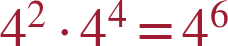 4² · 4⁴ = 4⁶